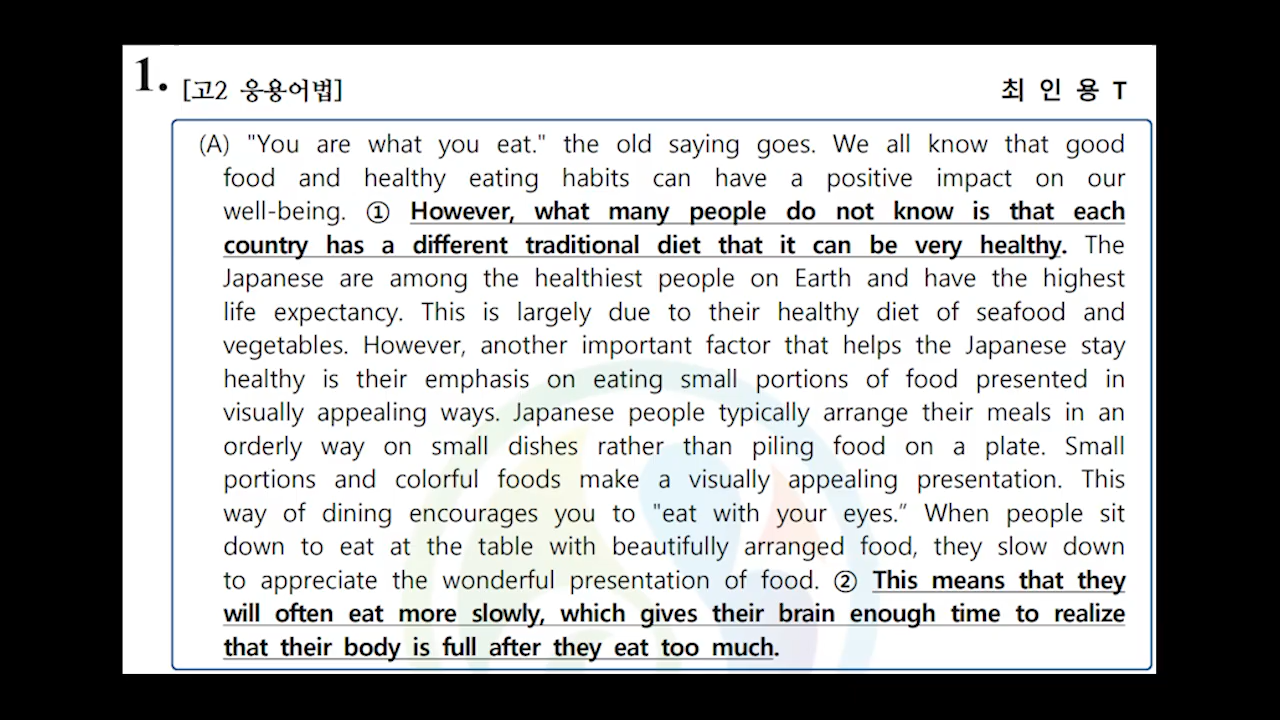 1. [고2 응용어법] 최 인 용 T
(A) "You are what you eat." the old saying goes. We all know that good
food and healthy eating habits can have a positive impact on our
well-being. ① However, what many people do not know is that each
country has a different traditional diet that it can be very healthy. The
Japanese are among the healthiest people on Earth and have the highest
life expectancy. This is largely due to their healthy diet of seafood and
vegetables. However, another important factor that helps the Japanese stay
healthy is their emphasis on eating small portions of food presented in
visually appealing ways. Japanese people typically arrange their meals in an
orderly way on small dishes rather than piling food on a plate. Small
portions and colorful foods make a visually appealing presentation. This
way of dining encourages you to "eat with your eyes.” When people sit
down to eat at the table with beautifully arranged food, they slow down
to appreciate the wonderful presentation of food. ② This means that they
will often eat more slowly, which gives their brain enough time to realize
that their body is full after they eat too much.